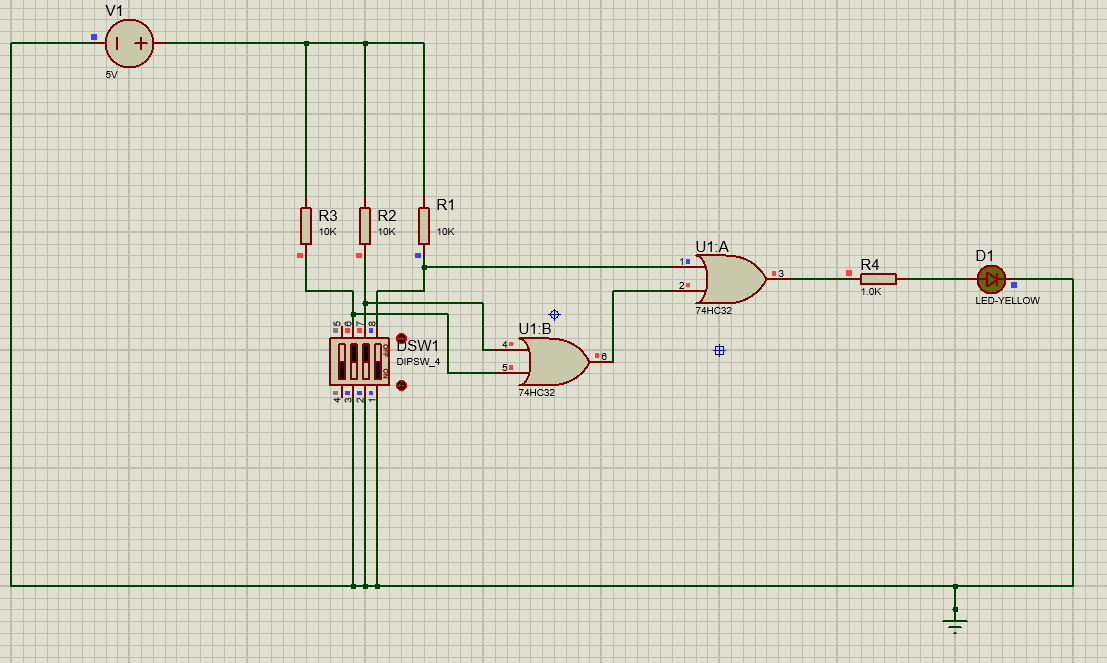 V1
5V
R3
10K
R2
10K
R1
10K
U1:A
1
2
3
74HC32
R4
1.0K
D1
LED-YELLOW
U1:B
4
5
6
74HC32
5
6
7
8
DSW1
DIPSW_4
OFF
ON
4
3
2
1